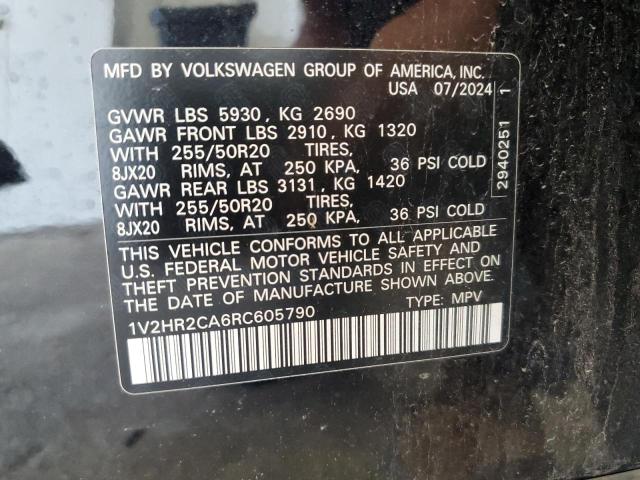 MFD BY VOLKSWAGEN GROUP OF AMERICA, INC.
USA 07/2024
GVWR LBS 5930 , KG 2690
GAWR FRONT LBS 2910 , KG 1320
WITH 255/50R20 TIRES,
8JX20 RIMS, AT 250 KPA, 36 PSI COLD
GAWR REAR LBS 3131 , KG 1420
WITH 255/50R20 TIRES,
8JX20 RIMS, AT 250 KPA, 36 PSI COLD
THIS VEHICLE CONFORMS TO ALL APPLICABLE
U.S. FEDERAL MOTOR VEHICLE SAFETY AND
THEFT PREVENTION STANDARDS IN EFFECT ON
THE DATE OF MANUFACTURE SHOWN ABOVE.
1V2HR2CA6RC605790 TYPE: MPV
2940251 1